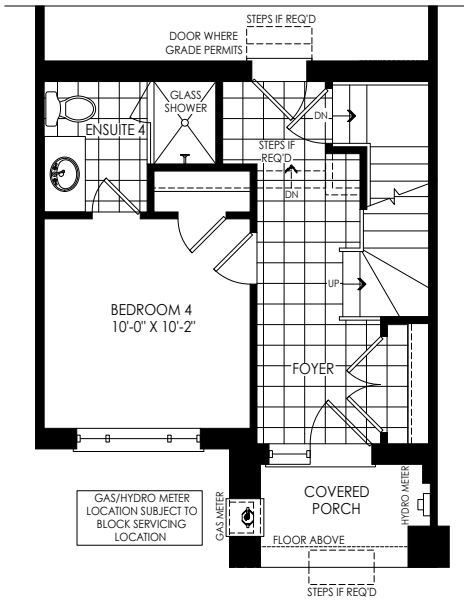 STEPS IF REQ'D
DOOR WHERE
GRADE PERMITS
GLASS
SHOWER
ENSUITE 4
DN
STEPS IF
REQ'D
DN
UP
BEDROOM 4
10'-0" X 10'-2"
FOYER
GAS/HYDRO METER
LOCATION SUBJECT TO
BLOCK SERVICING
LOCATION
GAS METER
COVERED
PORCH
HYDRO METER
FLOOR ABOVE
STEPS IF REQ'D